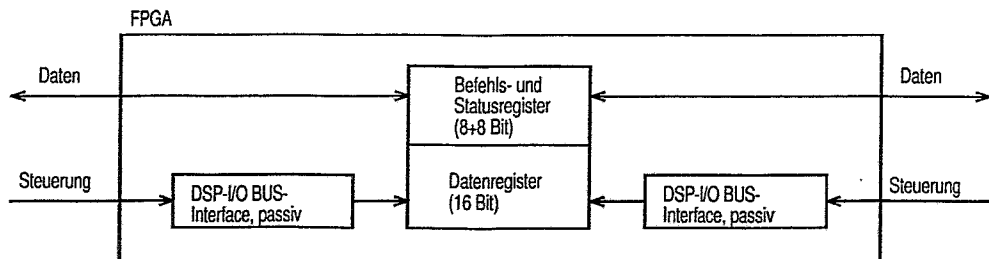 FPGA
Daten
Befehls- und
Statusregister
(8+8 Bit)
Daten
Steuerung
DSP-I/O BUS-
Interface, passiv
Datenregister
(16 Bit)
DSP-I/O BUS-
Interface, passiv
Steuerung